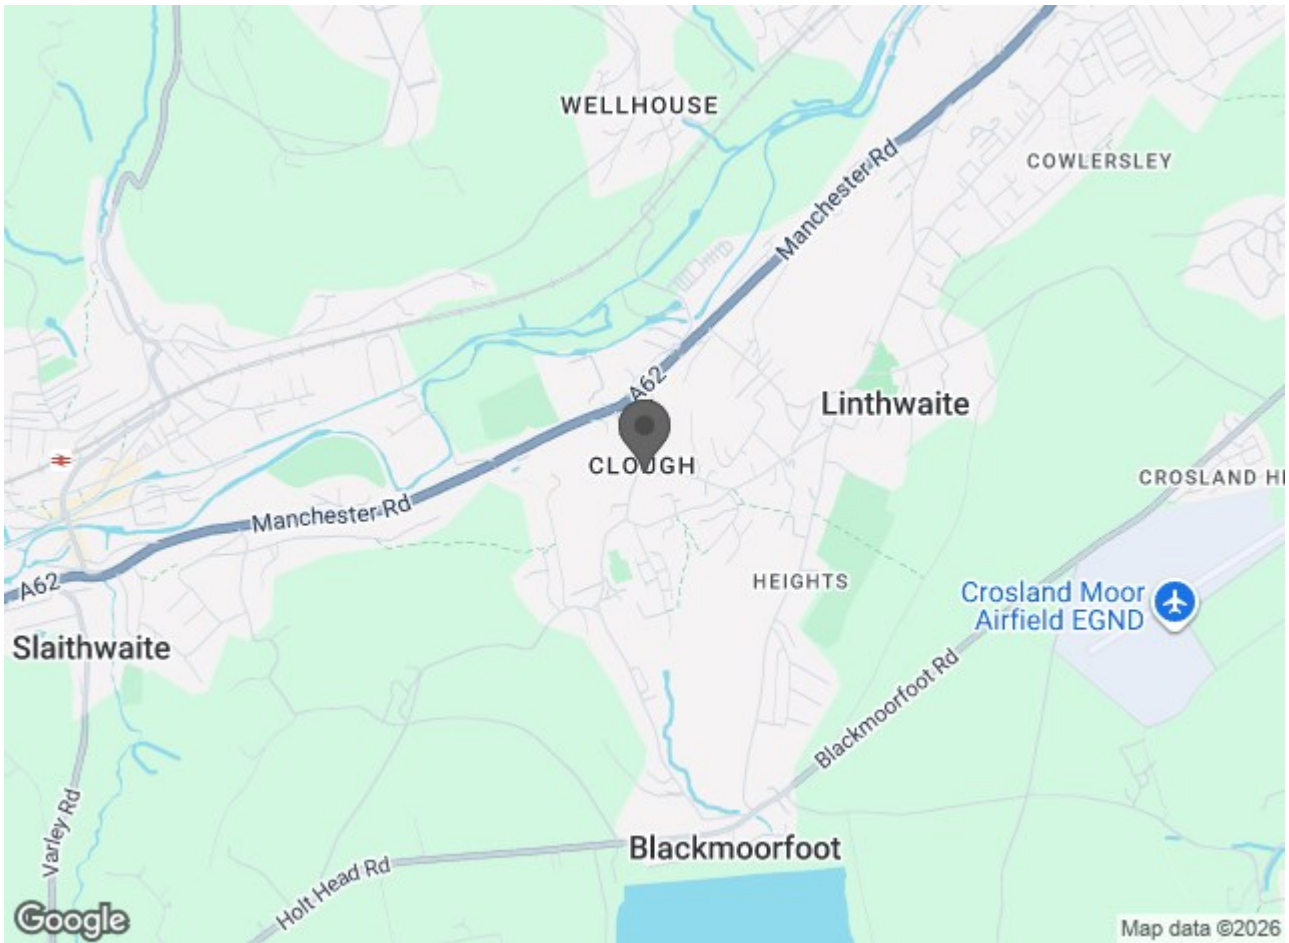 WELLHOUSE
COWLERSLEY
Manchester Rd
A62
Linthwaite
CLOUGH
CROSLAND HI
Manchester Rd
HEIGHTS
A62
Crosland Moor
Airfield EGND
Slaithwaite
Blackmoorfoot Rd
Varley Rd
Blackmoorfoot
Holt Head Rd
Google
Map data ©2026